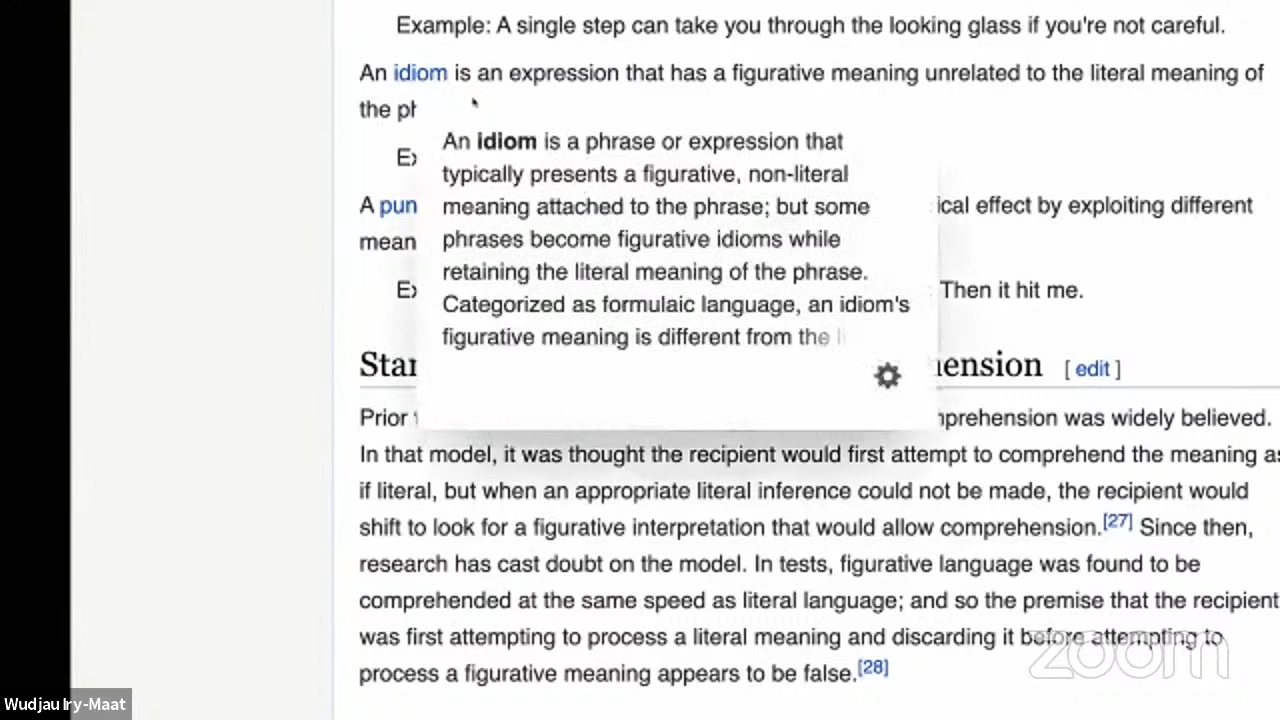 Example: A single step can take you through the looking glass if you're not careful.
An idiom is an expression that has a figurative meaning unrelated to the literal meaning of
the ph
Ex
An idiom is a phrase or expression that
typically presents a figurative, non-literal
meaning attached to the phrase; but some
phrases become figurative idioms while
retaining the literal meaning of the phrase.
Categorized as formulaic language, an idiom's
figurative meaning is different from the
A pun
ical effect by exploiting different
mean
Ex
Then it hit me.
Star
ension [ edit ]
Prior
mprehension was widely believed.
In that model, it was thought the recipient would first attempt to comprehend the meaning as
if literal, but when an appropriate literal inference could not be made, the recipient would
shift to look for a figurative interpretation that would allow comprehension.[27] Since then,
research has cast doubt on the model. In tests, figurative language was found to be
comprehended at the same speed as literal language; and so the premise that the recipient
was first attempting to process a literal meaning and discarding it before attempting to
process a figurative meaning appears to be false.[28]
zoom
Wudjau Iry-Maat